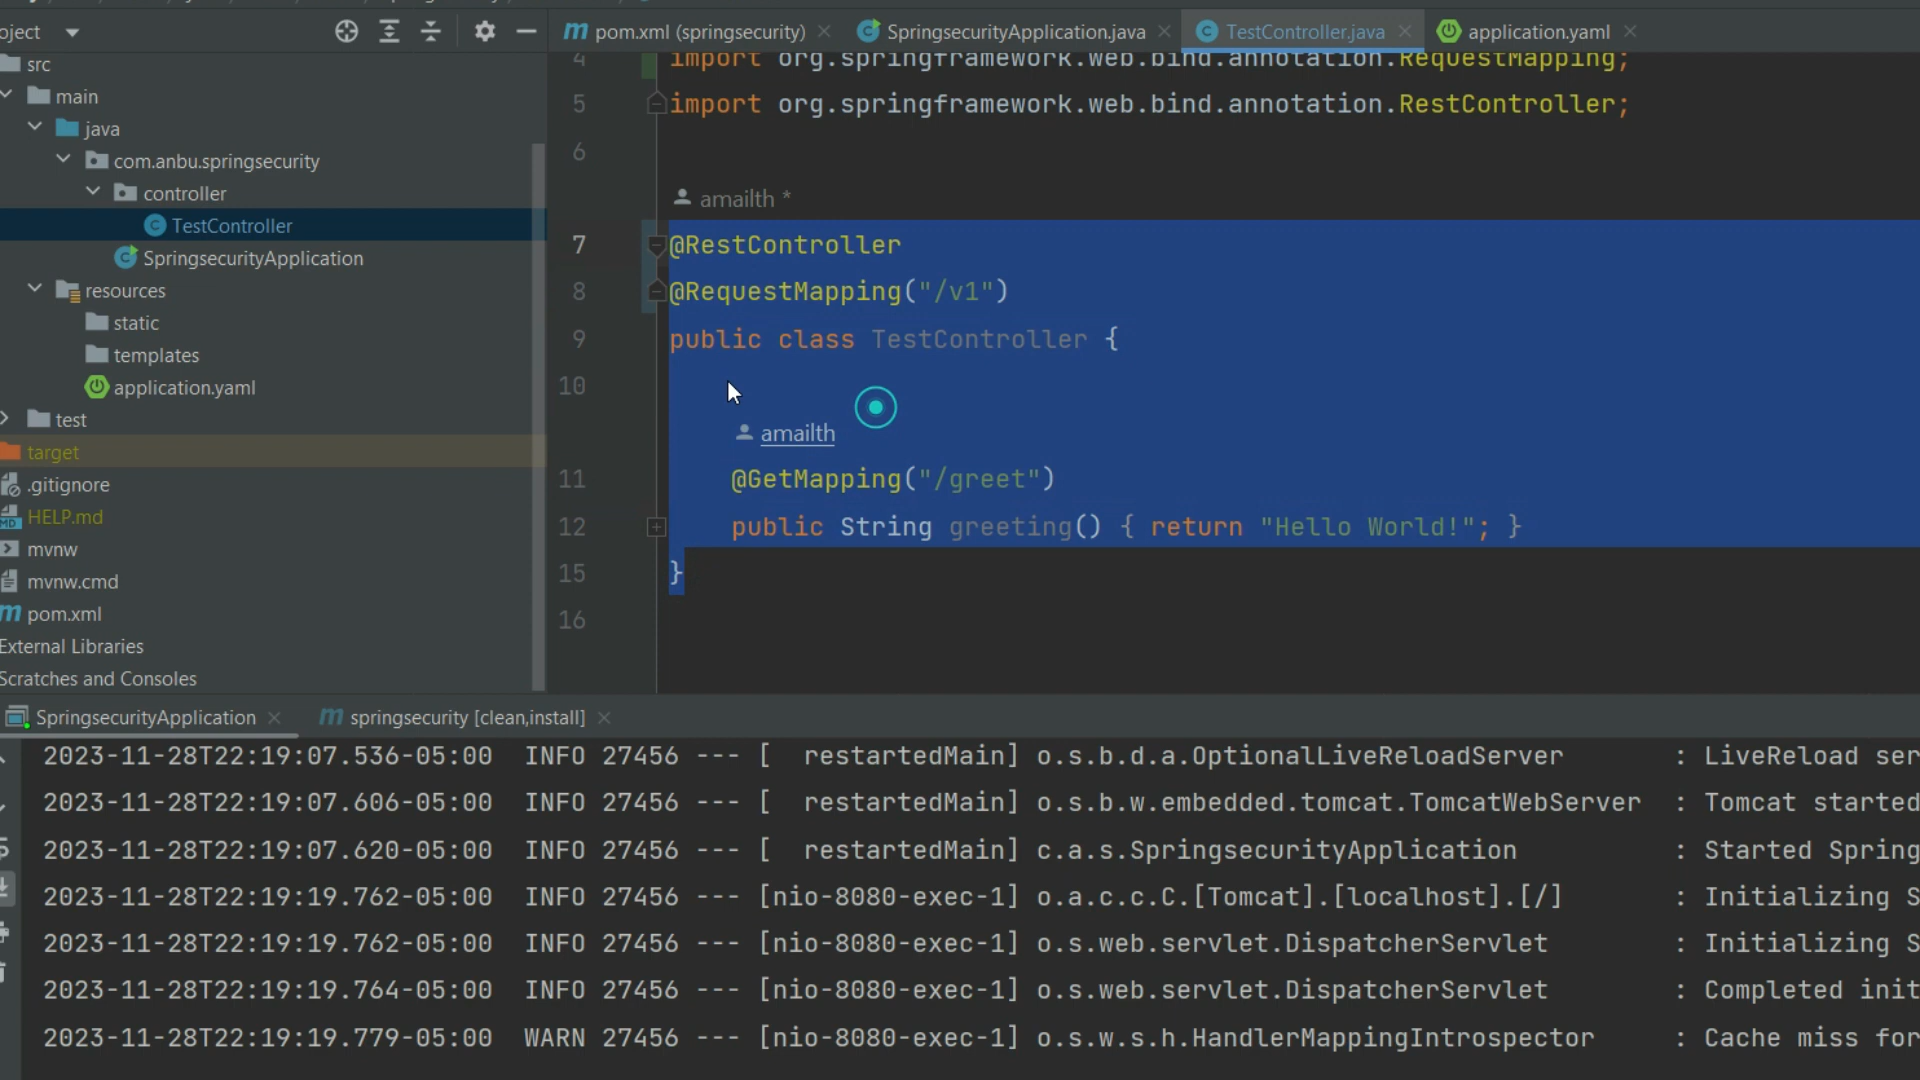 oject
src
main
java
com.anbu.springsecurity
controller
TestController
SpringsecurityApplication
resources
static
templates
application.yaml
test
target
.gitignore
HELP.md
mvnw
mvnw.cmd
pom.xml
External Libraries
Scratches and Consoles
pom.xml (springsecurity)
SpringsecurityApplication.java
TestController.java
application.yaml
4 import org.springframework.web.bind.annotation.RequestMapping;
5 import org.springframework.web.bind.annotation.RestController;
6
amailth *
7 @RestController
8 @RequestMapping("/v1")
9 public class TestController {
10
amailth
11 @GetMapping("/greet")
12 public String greeting() { return "Hello World!"; }
15 }
16
SpringsecurityApplication
springsecurity [clean,install]
2023-11-28T22:19:07.536-05:00 INFO 27456 --- [ restartedMain] o.s.b.d.a.OptionalLiveReloadServer : LiveReload ser
2023-11-28T22:19:07.606-05:00 INFO 27456 --- [ restartedMain] o.s.b.w.embedded.tomcat.TomcatWebServer : Tomcat started
2023-11-28T22:19:07.620-05:00 INFO 27456 --- [ restartedMain] c.a.s.SpringsecurityApplication : Started Spring
2023-11-28T22:19:19.762-05:00 INFO 27456 --- [nio-8080-exec-1] o.a.c.c.C.[Tomcat].[localhost].[/] : Initializing S
2023-11-28T22:19:19.762-05:00 INFO 27456 --- [nio-8080-exec-1] o.s.web.servlet.DispatcherServlet : Initializing S
2023-11-28T22:19:19.764-05:00 INFO 27456 --- [nio-8080-exec-1] o.s.web.servlet.DispatcherServlet : Completed init
2023-11-28T22:19:19.779-05:00 WARN 27456 --- [nio-8080-exec-1] o.s.w.s.h.HandlerMappingIntrospector : Cache miss for